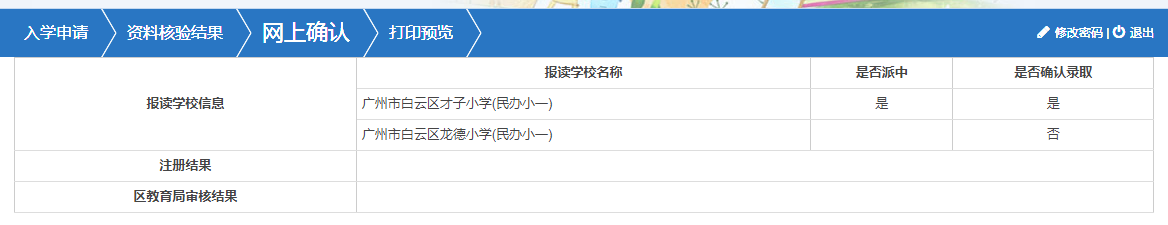 入学申请 资料核验结果 网上确认 打印预览 修改密码 | 退出
报读学校名称 是否派中 是否确认录取
报读学校信息 广州市白云区才子小学(民办小一) 是 是
广州市白云区龙德小学(民办小一) 否
注册结果
区教育局审核结果